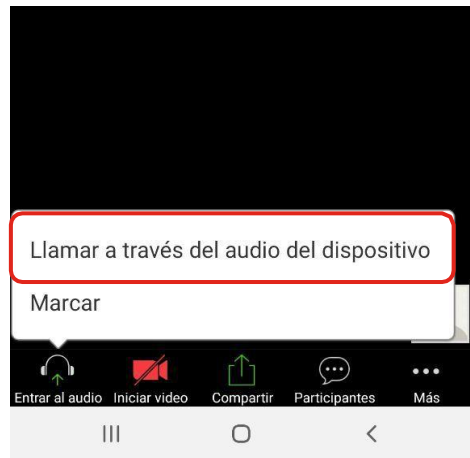 Llamar a través del audio del dispositivo
Marcar
Entrar al audio Iniciar video Compartir Participantes Más